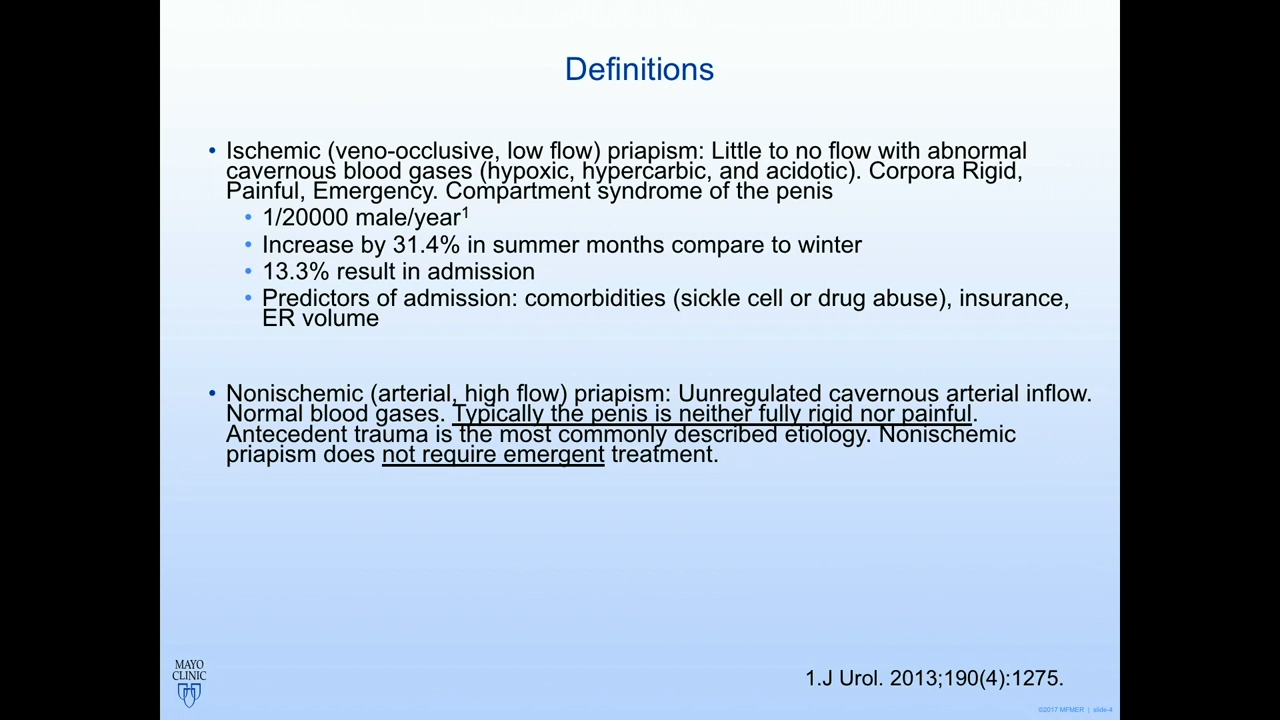 Definitions
• Ischemic (veno-occlusive, low flow) priapism: Little to no flow with abnormal
cavernous blood gases (hypoxic, hypercarbic, and acidotic). Corpora Rigid,
Painful, Emergency. Compartment syndrome of the penis
• 1/20000 male/year¹
• Increase by 31.4% in summer months compare to winter
• 13.3% result in admission
• Predictors of admission: comorbidities (sickle cell or drug abuse), insurance,
ER volume
• Nonischemic (arterial, high flow) priapism: Uunregulated cavernous arterial inflow.
Normal blood gases. Typically the penis is neither fully rigid nor painful.
Antecedent trauma is the most commonly described etiology. Nonischemic
priapism does not require emergent treatment.
MAYO
CLINIC
1.J Urol. 2013;190(4):1275.
©2017 MFMER | slide-4